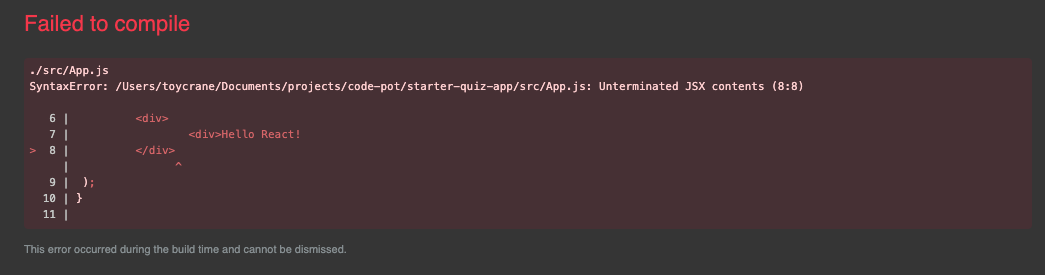 Failed to compile
./src/App.js
SyntaxError: /Users/toycrane/Documents/projects/code-pot/starter-quiz-app/src/App.js: Unterminated JSX contents (8:8)
6 | <div>
7 | <div>Hello React!
> 8 | </div>
| ^
9 | );
10 | }
11 |
This error occurred during the build time and cannot be dismissed.